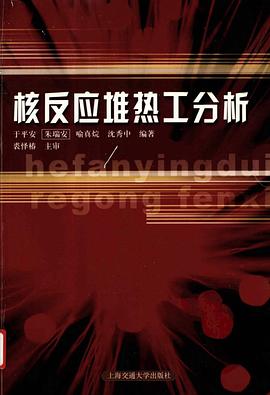 核反应堆热工分析
于平安 朱瑞安 喻真烷 沈秀中 编著
裘怿椿 主审
hefanyingdui
regong fenxi
上海交通大学出版社